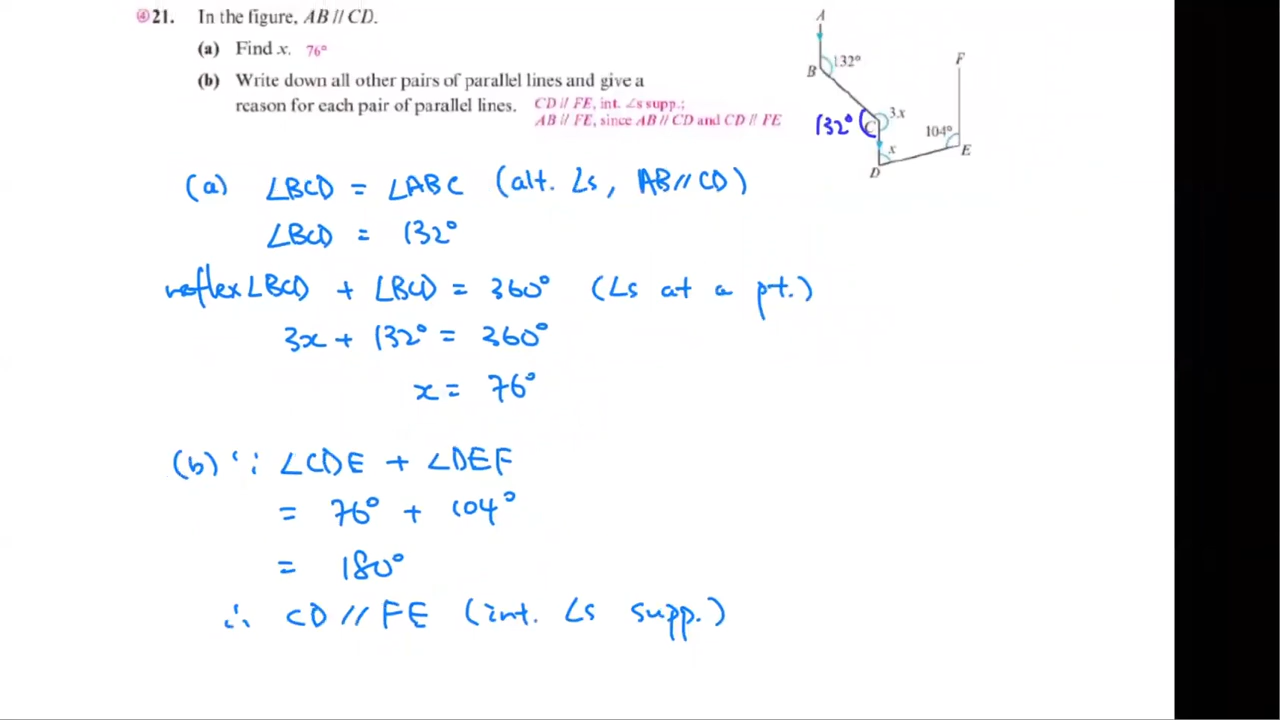 ④21. In the figure, AB // CD.
(a) Find x. 76°
(b) Write down all other pairs of parallel lines and give a
reason for each pair of parallel lines. CD // FE, int. ∠s supp.;
AB // FE, since AB // CD and CD // FE
A
B
132°
F
132°
C
3x
104°
x
E
D
(a) ∠BCD = ∠ABC (alt. ∠s, AB//CD)
∠BCD = 132°
reflex∠BCD + ∠BCD = 360° (∠s at a pt.)
3x + 132° = 360°
x = 76°
(b) ∵ ∠CDE + ∠DEF
= 76° + 104°
= 180°
∴ CD // FE (int. ∠s supp.)